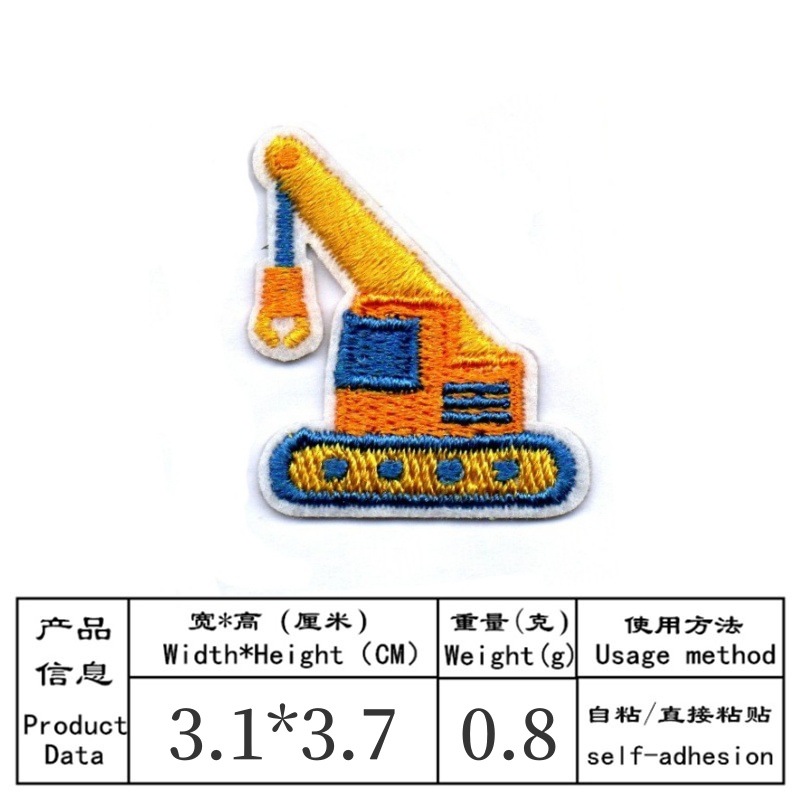 产品
信息
Product
Data
宽*高 (厘米)
Width*Height (CM)
重量(克)
Weight(g)
使用方法
Usage method
3.1*3.7
0.8
自粘/直接粘贴
self-adhesion